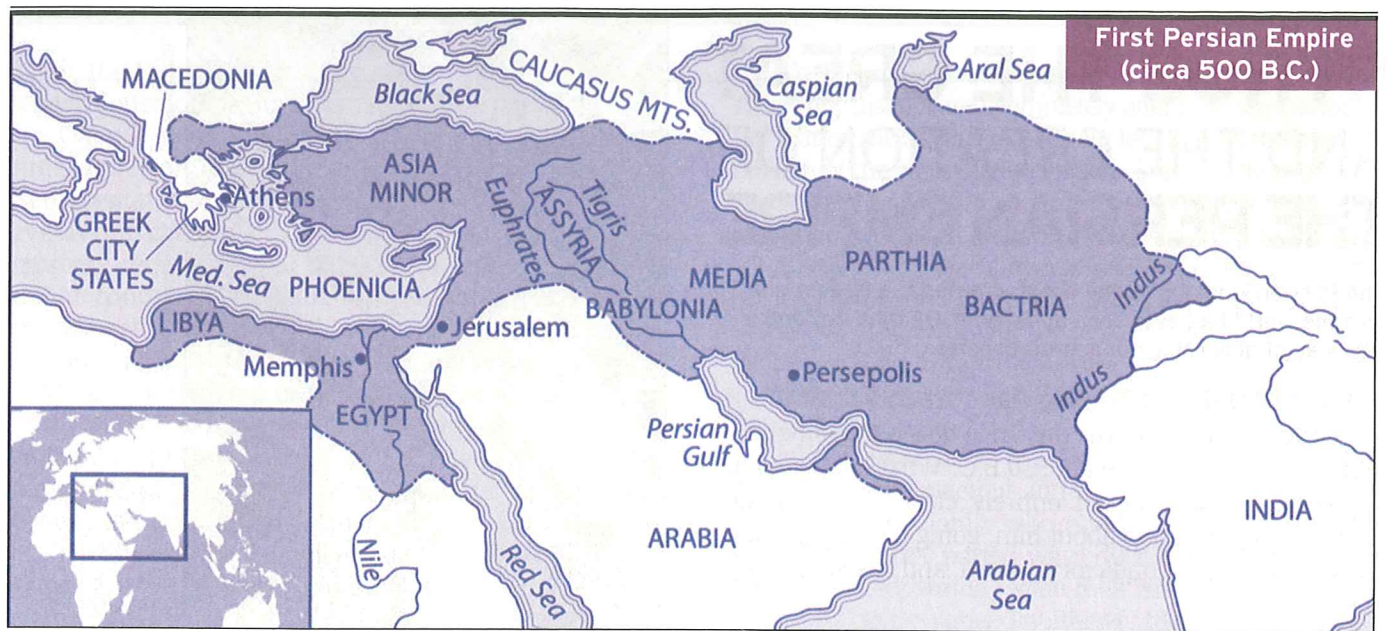 First Persian Empire
(circa 500 B.C.)
MACEDONIA
Black Sea
CAUCASUS MTS.
Caspian
Sea
Aral Sea
ASIA
MINOR
Athens
GREEK
CITY
STATES
Med. Sea
PHOENICIA
Euphrates
ASSYRIA
Tigris
BABYLONIA
MEDIA
PARTHIA
BACTRIA
Indus
LIBYA
Jerusalem
Memphis
Persepolis
Indus
EGYPT
Persian
Gulf
Nile
Red Sea
ARABIA
Arabian
Sea
INDIA